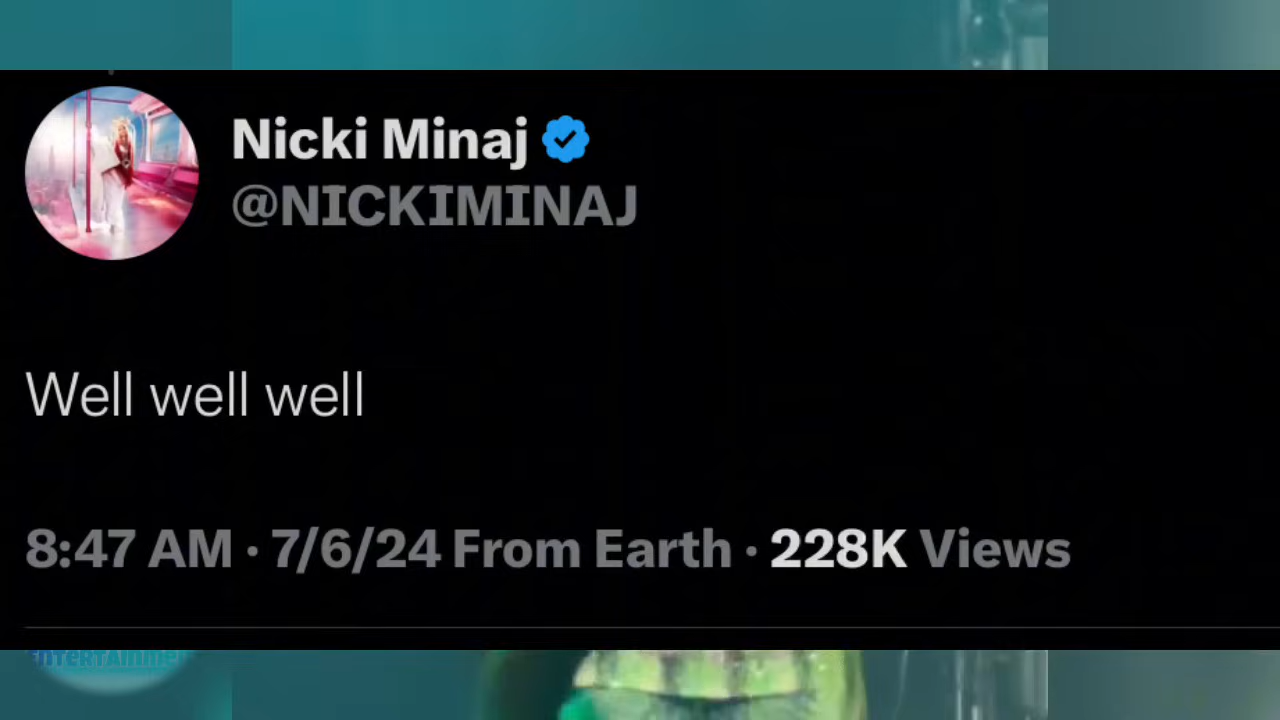 Nicki Minaj
@NICKIMINAJ
Well well well
8:47 AM · 7/6/24 From Earth · 228K Views